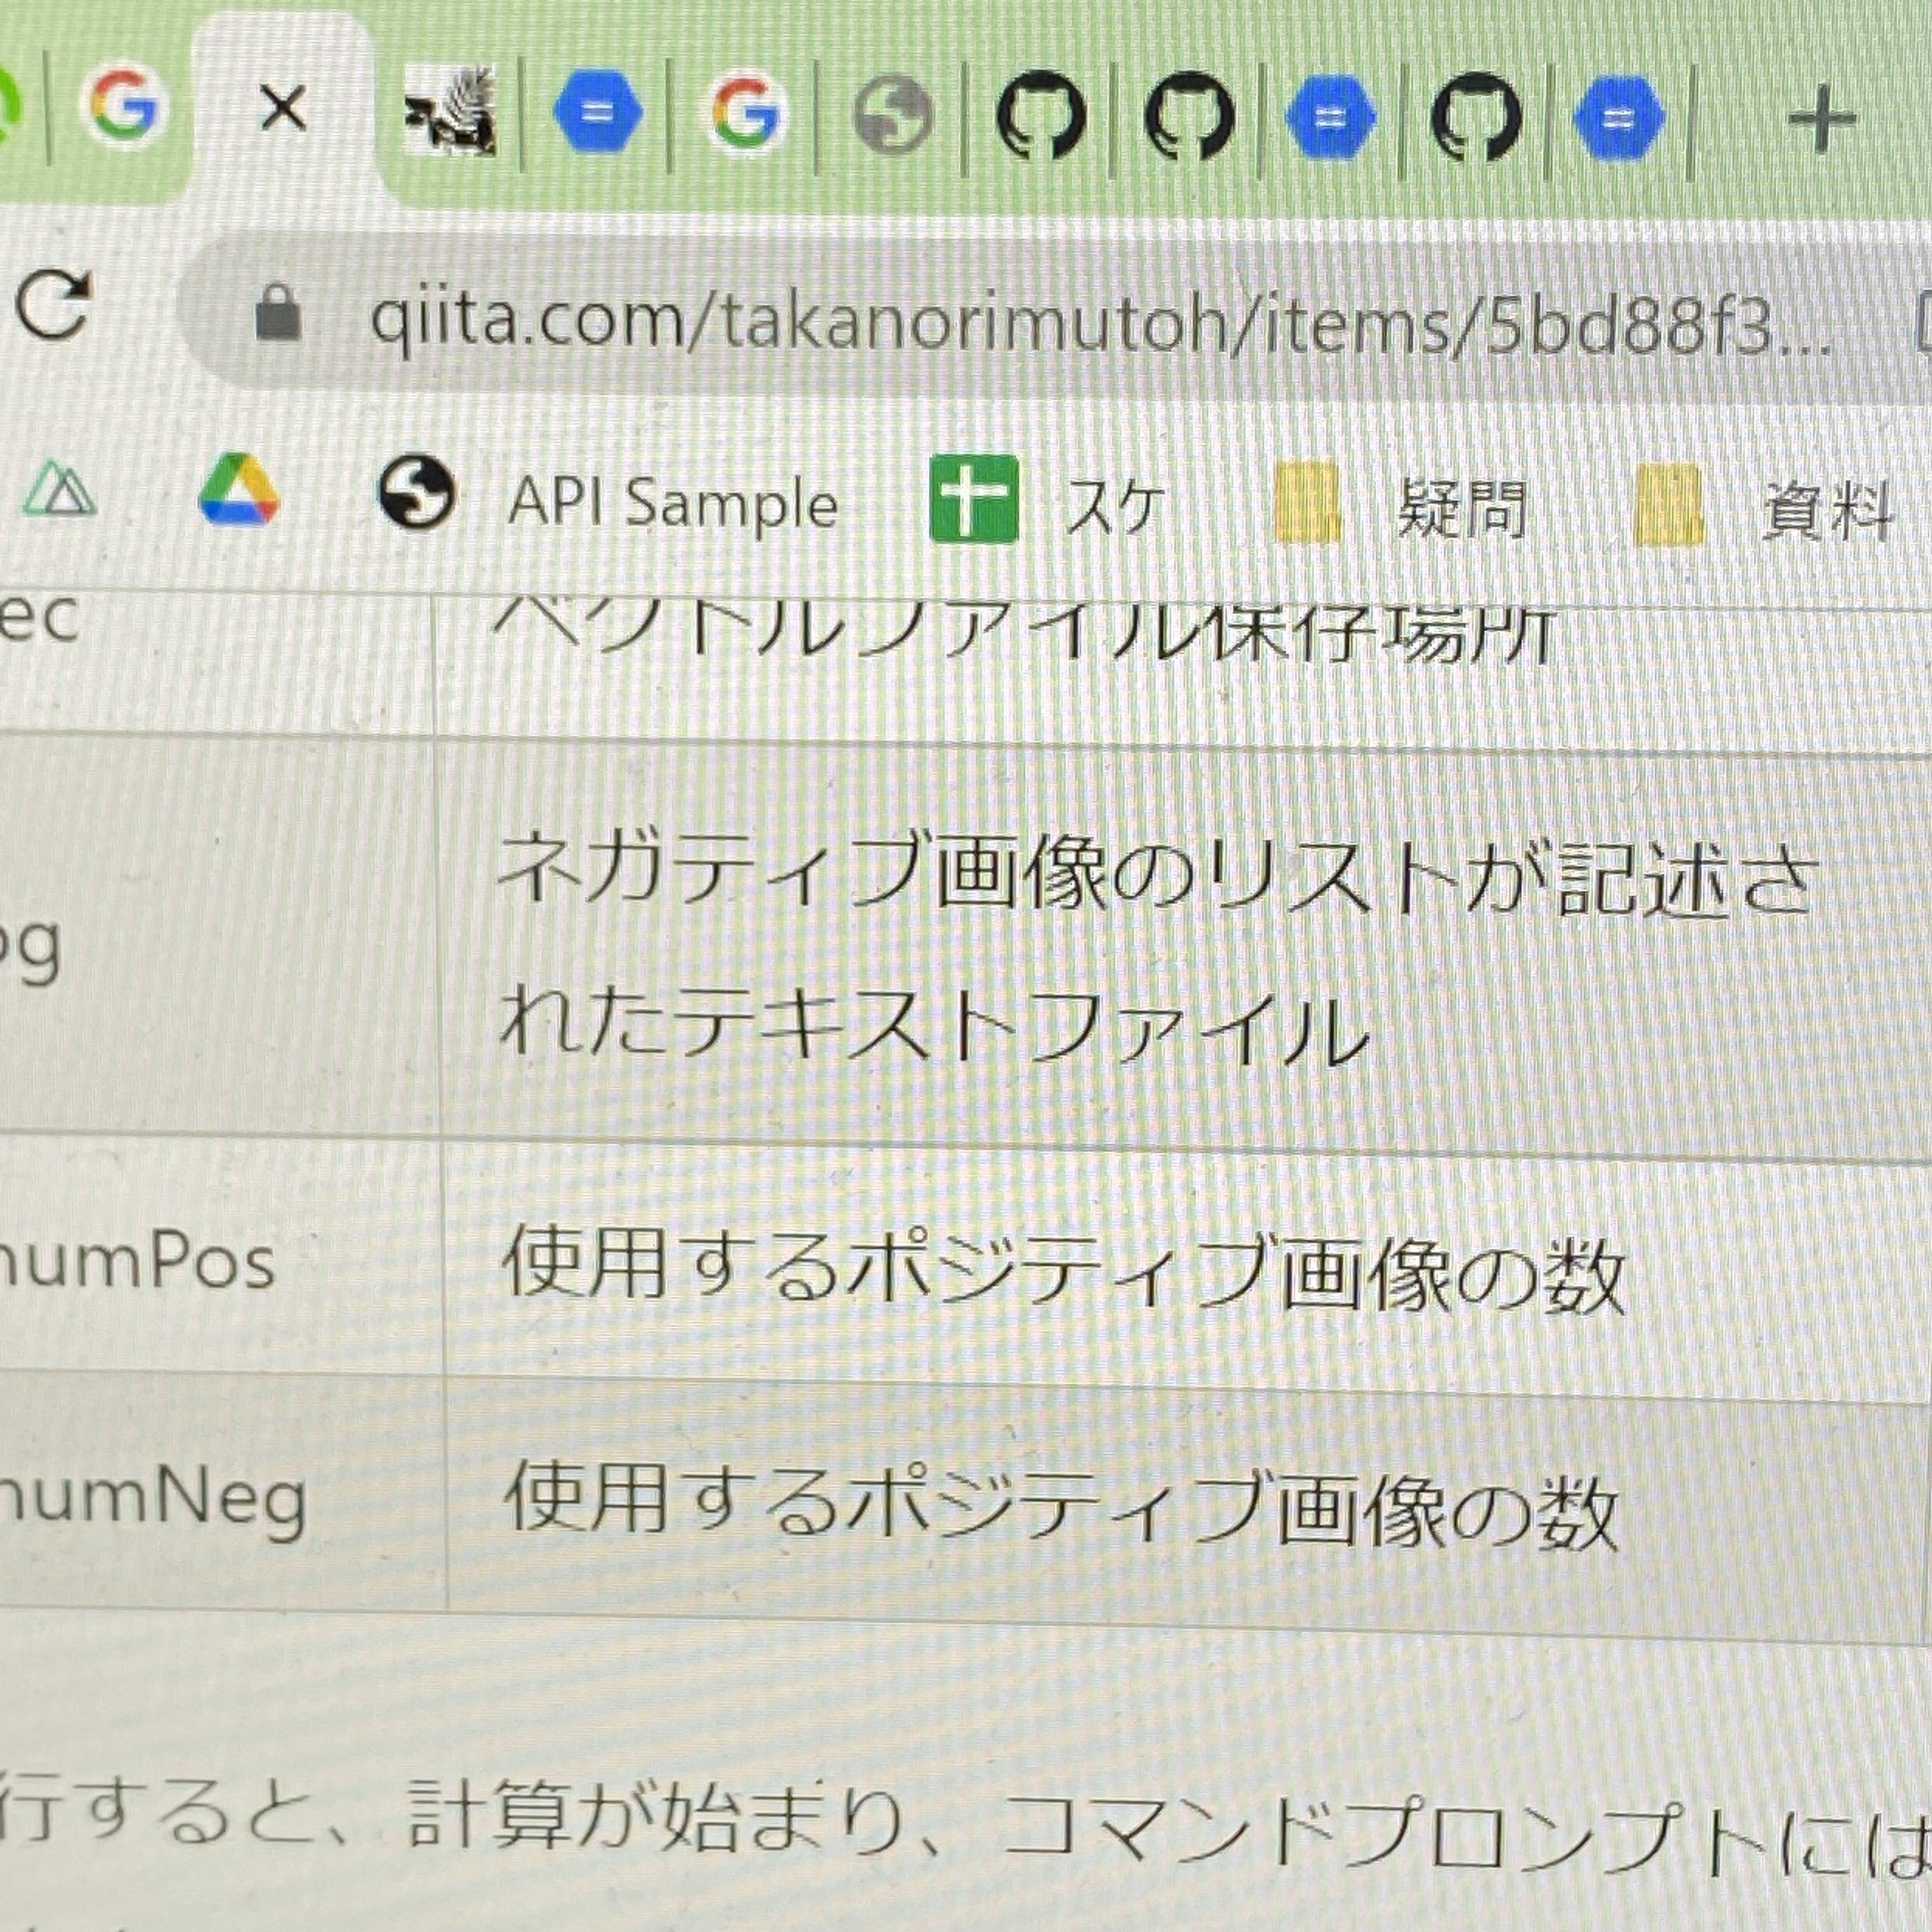 qiita.com/takanorimutoh/items/5bd88f3...
API Sample スケ 疑問 資料
ec ベクトルファイル保存場所
ネガティブ画像のリストが記述さ
れたテキストファイル
numPos 使用するポジティブ画像の数
numNeg 使用するポジティブ画像の数
行すると、計算が始まり、コマンドプロンプトには